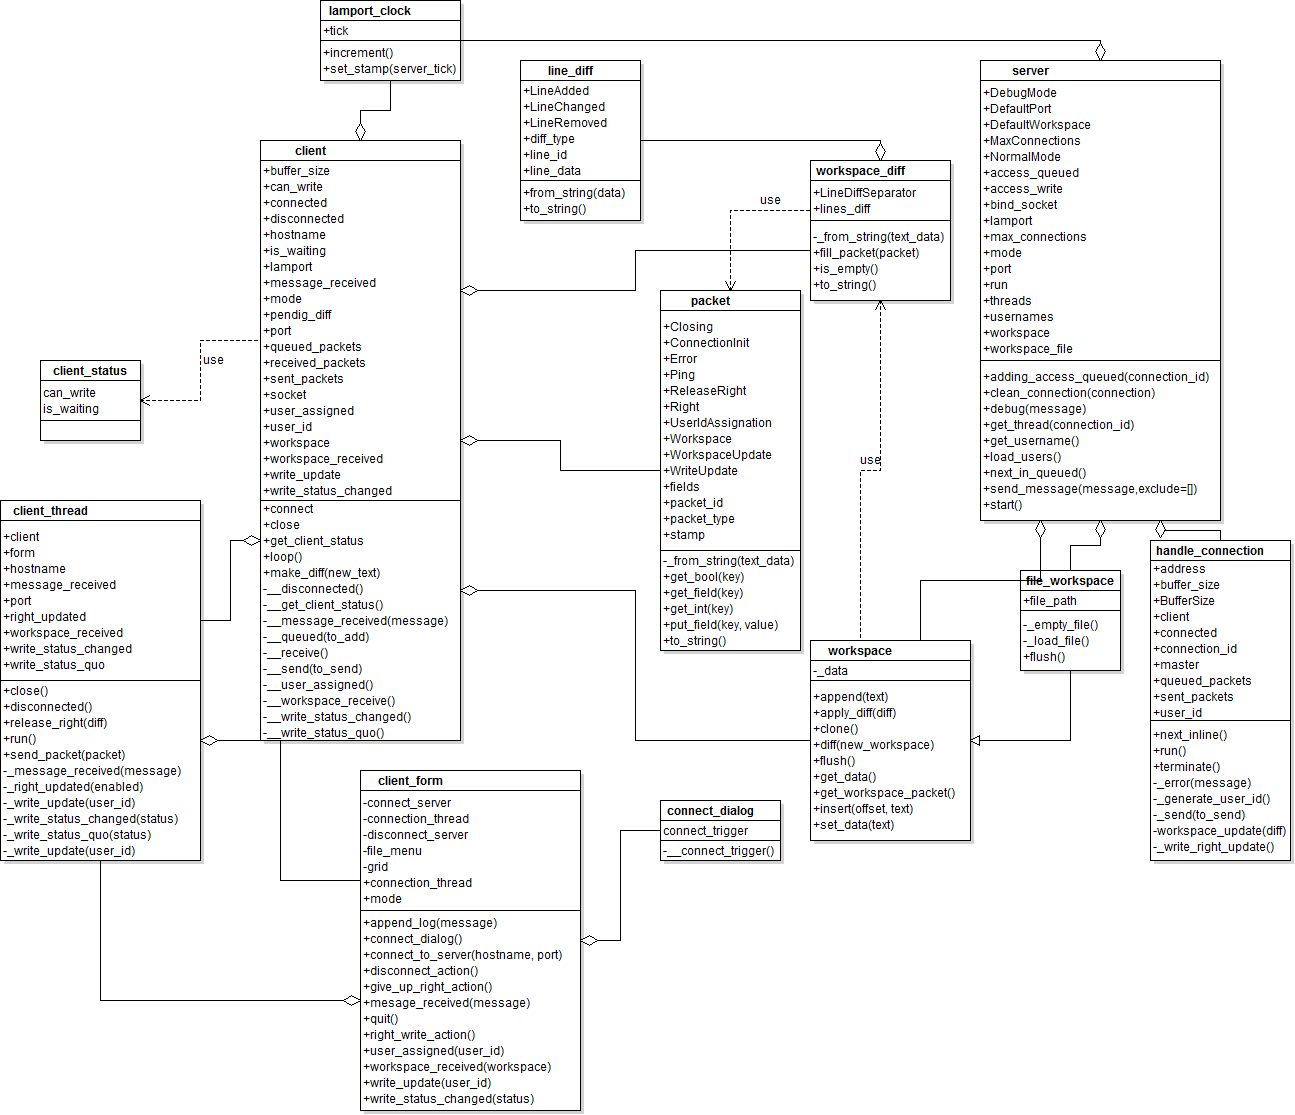 lamport_clock
+tick
+increment()
+set_stamp(server_tick)
line_diff
+LineAdded
+LineChanged
+LineRemoved
+diff_type
+line_id
+line_data
+from_string(data)
+to_string()
server
+DebugMode
+DefaultPort
+DefaultWorkspace
+MaxConnections
+NormalMode
+access_queued
+access_write
+bind_socket
+lamport
+max_connections
+mode
+port
+run
+threads
+usernames
+workspace
+workspace_file
+adding_access_queued(connection_id)
+clean_connection(connection)
+debug(message)
+get_thread(connection_id)
+get_username()
+load_users()
+next_in_queued()
+send_message(message,exclude=[])
+start()
client
+buffer_size
+can_write
+connected
+disconnected
+hostname
+is_waiting
+lamport
+message_received
+mode
+pendig_diff
+port
+queued_packets
+received_packets
+sent_packets
+socket
+user_assigned
+user_id
+workspace
+workspace_received
+write_update
+write_status_changed
+connect
+close
+get_client_status
+loop()
+make_diff(new_text)
-__disconnected()
-__get_client_status()
-__message_received(message)
-__queued(to_add)
-__receive()
-__send(to_send)
-__user_assigned()
-__workspace_receive()
-__write_status_changed()
-__write_status_quo()
workspace_diff
+LineDiffSeparator
+lines_diff
-_from_string(text_data)
+fill_packet(packet)
+is_empty()
+to_string()
use
packet
+Closing
+ConnectionInit
+Error
+Ping
+ReleaseRight
+Right
+UserIdAssignation
+Workspace
+WorkspaceUpdate
+WriteUpdate
+fields
+packet_id
+packet_type
+stamp
-_from_string(text_data)
+get_bool(key)
+get_field(key)
+get_int(key)
+put_field(key, value)
+to_string()
use
client_status
can_write
is_waiting
use
client_thread
+client
+form
+hostname
+message_received
+port
+right_updated
+workspace_received
+write_status_changed
+write_status_quo
+close()
+disconnected()
+release_right(diff)
+run()
+send_packet(packet)
-_message_received(message)
-_right_updated(enabled)
-_write_update(user_id)
-_write_status_changed(status)
-_write_status_quo(status)
-_write_update(user_id)
file_workspace
+file_path
-_empty_file()
-_load_file()
+flush()
handle_connection
+address
+buffer_size
+BufferSize
+client
+connected
+connection_id
+master
+queued_packets
+sent_packets
+user_id
+next_inline()
+run()
+terminate()
-_error(message)
-_generate_user_id()
-_send(to_send)
-workspace_update(diff)
-_write_right_update()
workspace
-_data
+append(text)
+apply_diff(diff)
+clone()
+diff(new_workspace)
+flush()
+get_data()
+get_workspace_packet()
+insert(offset, text)
+set_data(text)
client_form
-connect_server
-connection_thread
-disconnect_server
-file_menu
-grid
+connection_thread
+mode
+append_log(message)
+connect_dialog()
+connect_to_server(hostname, port)
+disconnect_action()
+give_up_right_action()
+mesage_received(message)
+quit()
+right_write_action()
+user_assigned(user_id)
+workspace_received(workspace)
+write_update(user_id)
+write_status_changed(status)
connect_dialog
connect_trigger
-__connect_trigger()